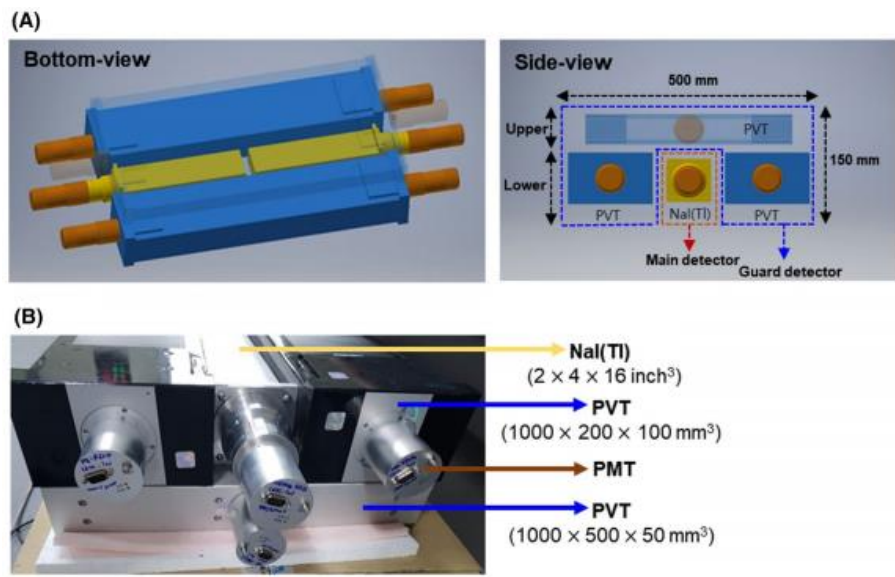 (A)
Bottom-view
Side-view
500 mm
Upper
PVT
150 mm
Lower
PVT
NaI(Tl)
PVT
Main detector
Guard detector
(B)
NaI(Tl)
(2 × 4 × 16 inch³)
PVT
(1000 × 200 × 100 mm³)
PMT
PVT
(1000 × 500 × 50 mm³)